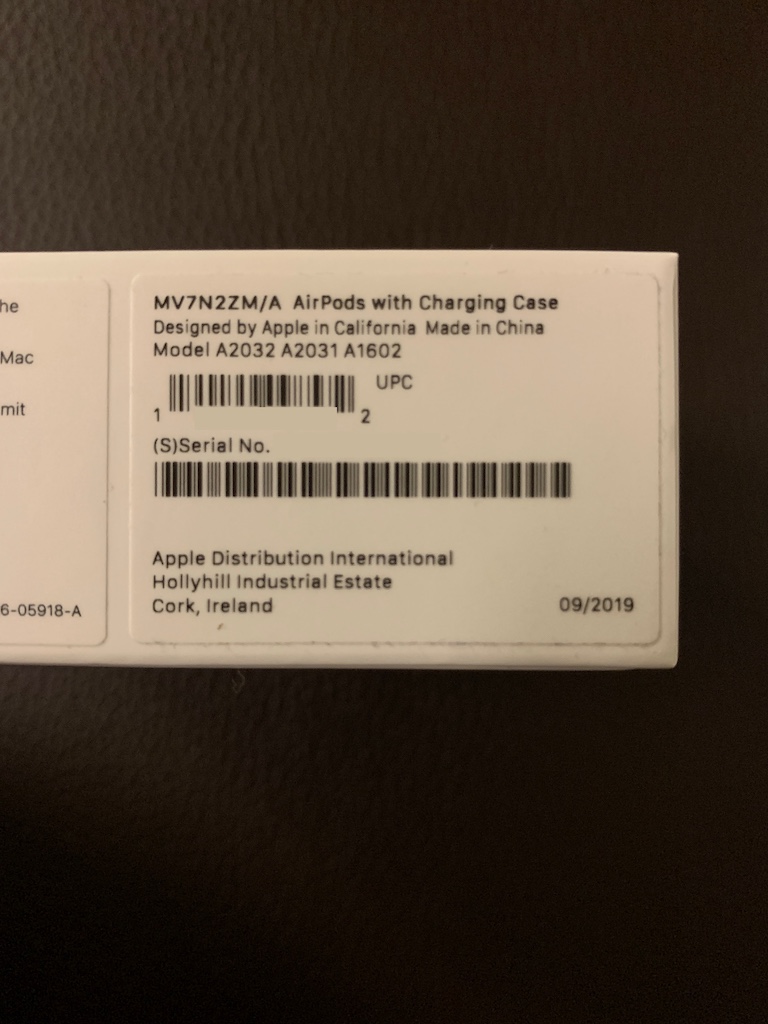 he
Mac
mit
6-05918-A
MV7N2ZM/A AirPods with Charging Case
Designed by Apple in California Made in China
Model A2032 A2031 A1602
UPC
1 2
(S)Serial No.
Apple Distribution International
Hollyhill Industrial Estate
Cork, Ireland
09/2019